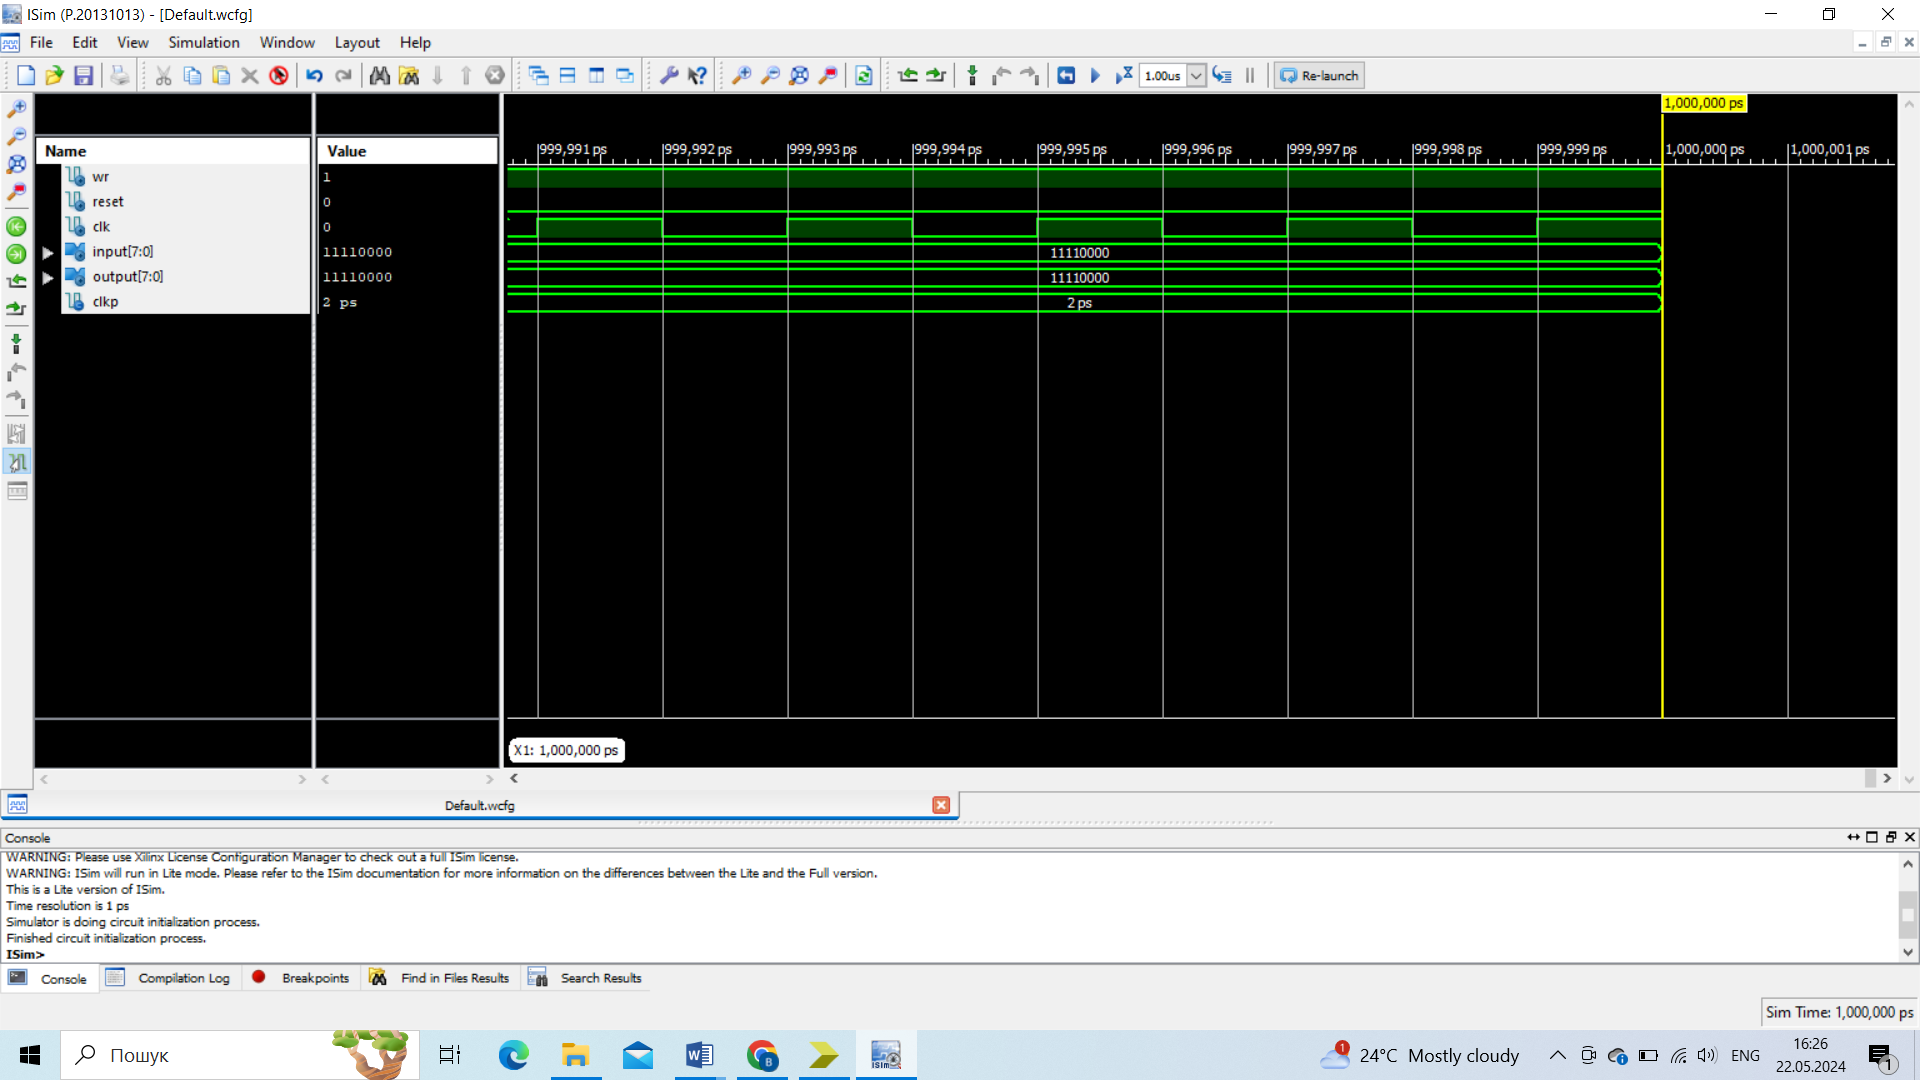 ISim (P.20131013) - [Default.wcfg]
File Edit View Simulation Window Layout Help
1.00us Re-launch
1,000,000 ps
Name Value
999,991 ps 999,992 ps 999,993 ps 999,994 ps 999,995 ps 999,996 ps 999,997 ps 999,998 ps 999,999 ps 1,000,000 ps 1,000,001 ps
wr 1
reset 0
clk 0
input[7:0] 11110000 11110000
output[7:0] 11110000 11110000
clkp 2 ps 2 ps
X1: 1,000,000 ps
Default.wcfg
Console
WARNING: Please use Xilinx License Configuration Manager to check out a full ISim license.
WARNING: ISim will run in Lite mode. Please refer to the ISim documentation for more information on the differences between the Lite and the Full version.
This is a Lite version of ISim.
Time resolution is 1 ps
Simulator is doing circuit initialization process.
Finished circuit initialization process.
ISim>
Console Compilation Log Breakpoints Find in Files Results Search Results
Sim Time: 1,000,000 ps
Пошук
1 24°C Mostly cloudy ENG 16:26
22.05.2024 1